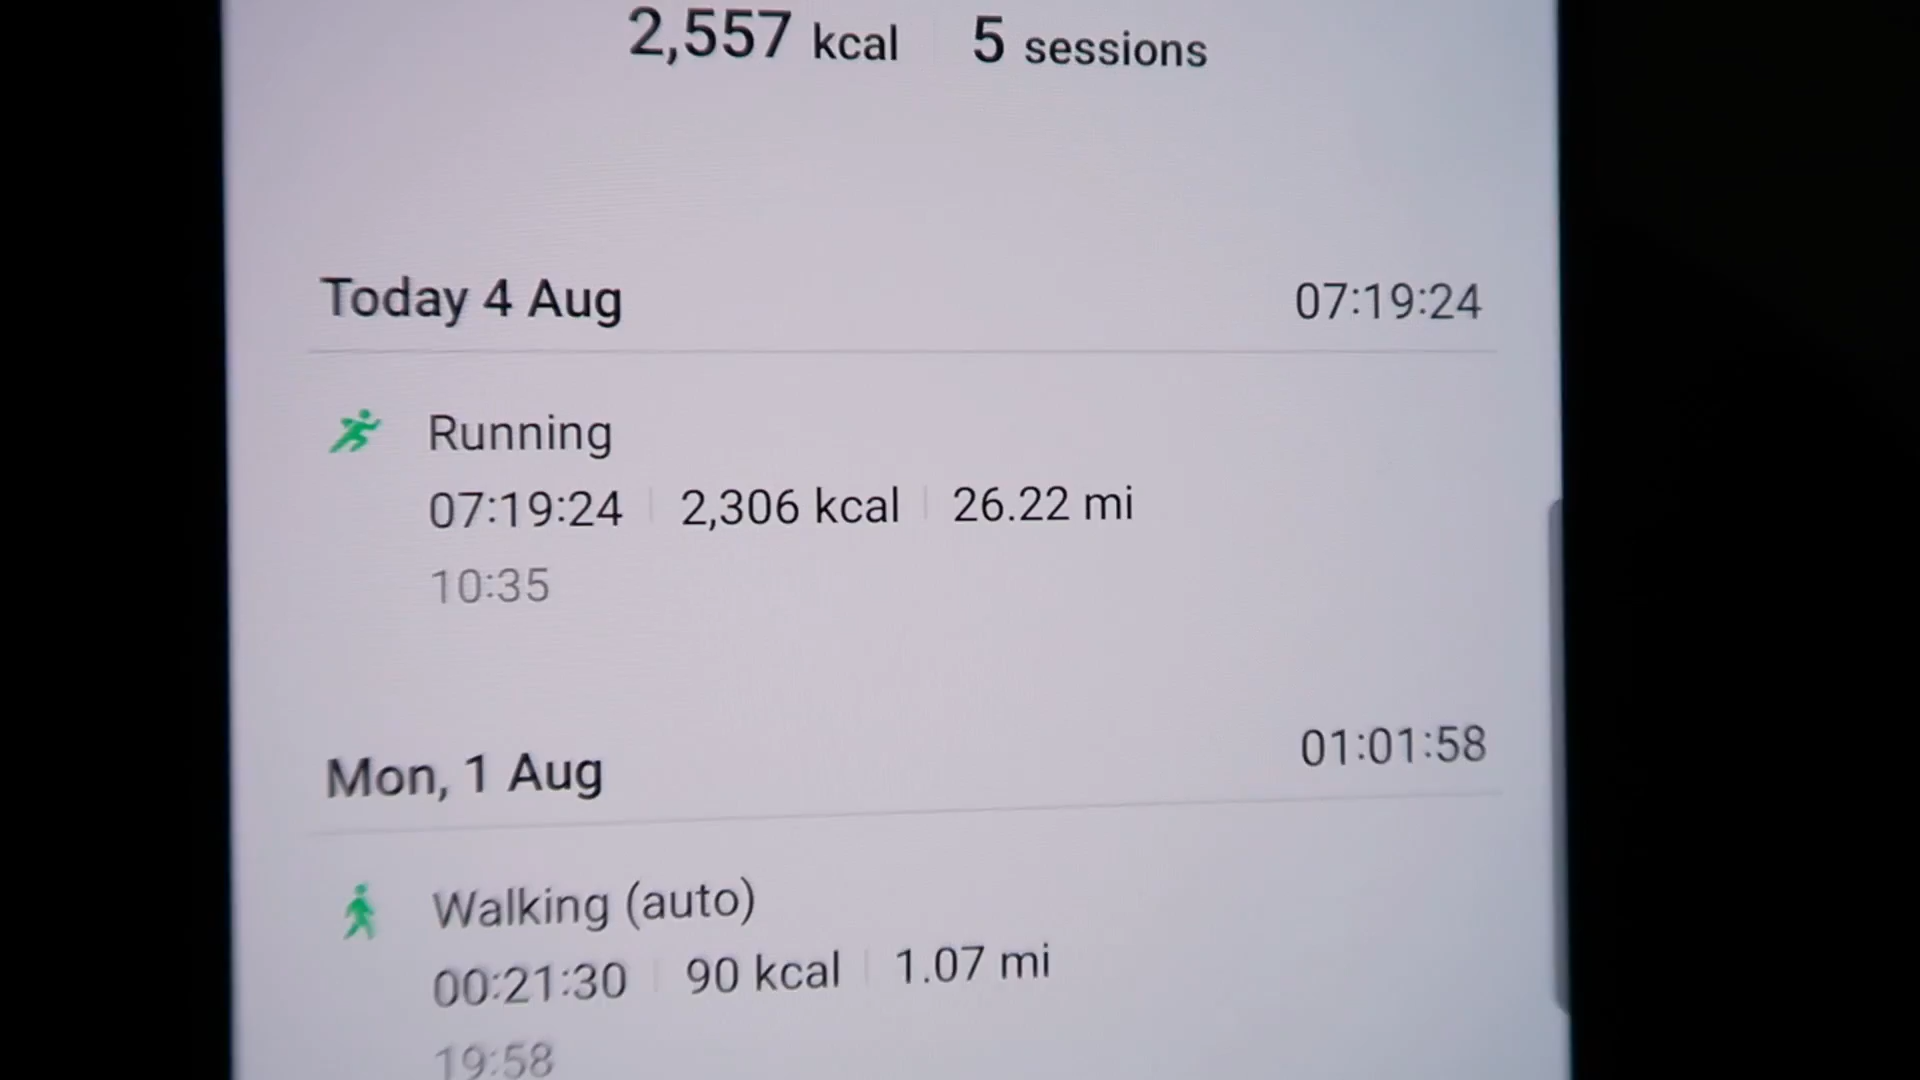 2,557 kcal 5 sessions
Today 4 Aug 07:19:24
Running
07:19:24 2,306 kcal 26.22 mi
10:35
Mon, 1 Aug 01:01:58
Walking (auto)
00:21:30 90 kcal 1.07 mi
19:58